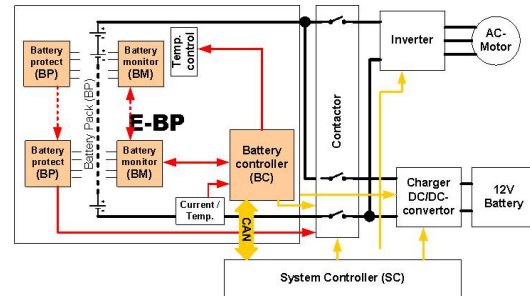 Battery
protect
(BP)
Battery
monitor
(BM)
Temp.
control
Inverter
AC-
Motor
Battery Pack (BP)
E-BP
Contactor
Battery
protect
(BP)
Battery
monitor
(BM)
Battery
controller
(BC)
Current /
Temp.
CAN
Charger
DC/DC-
convertor
12V
Battery
System Controller (SC)